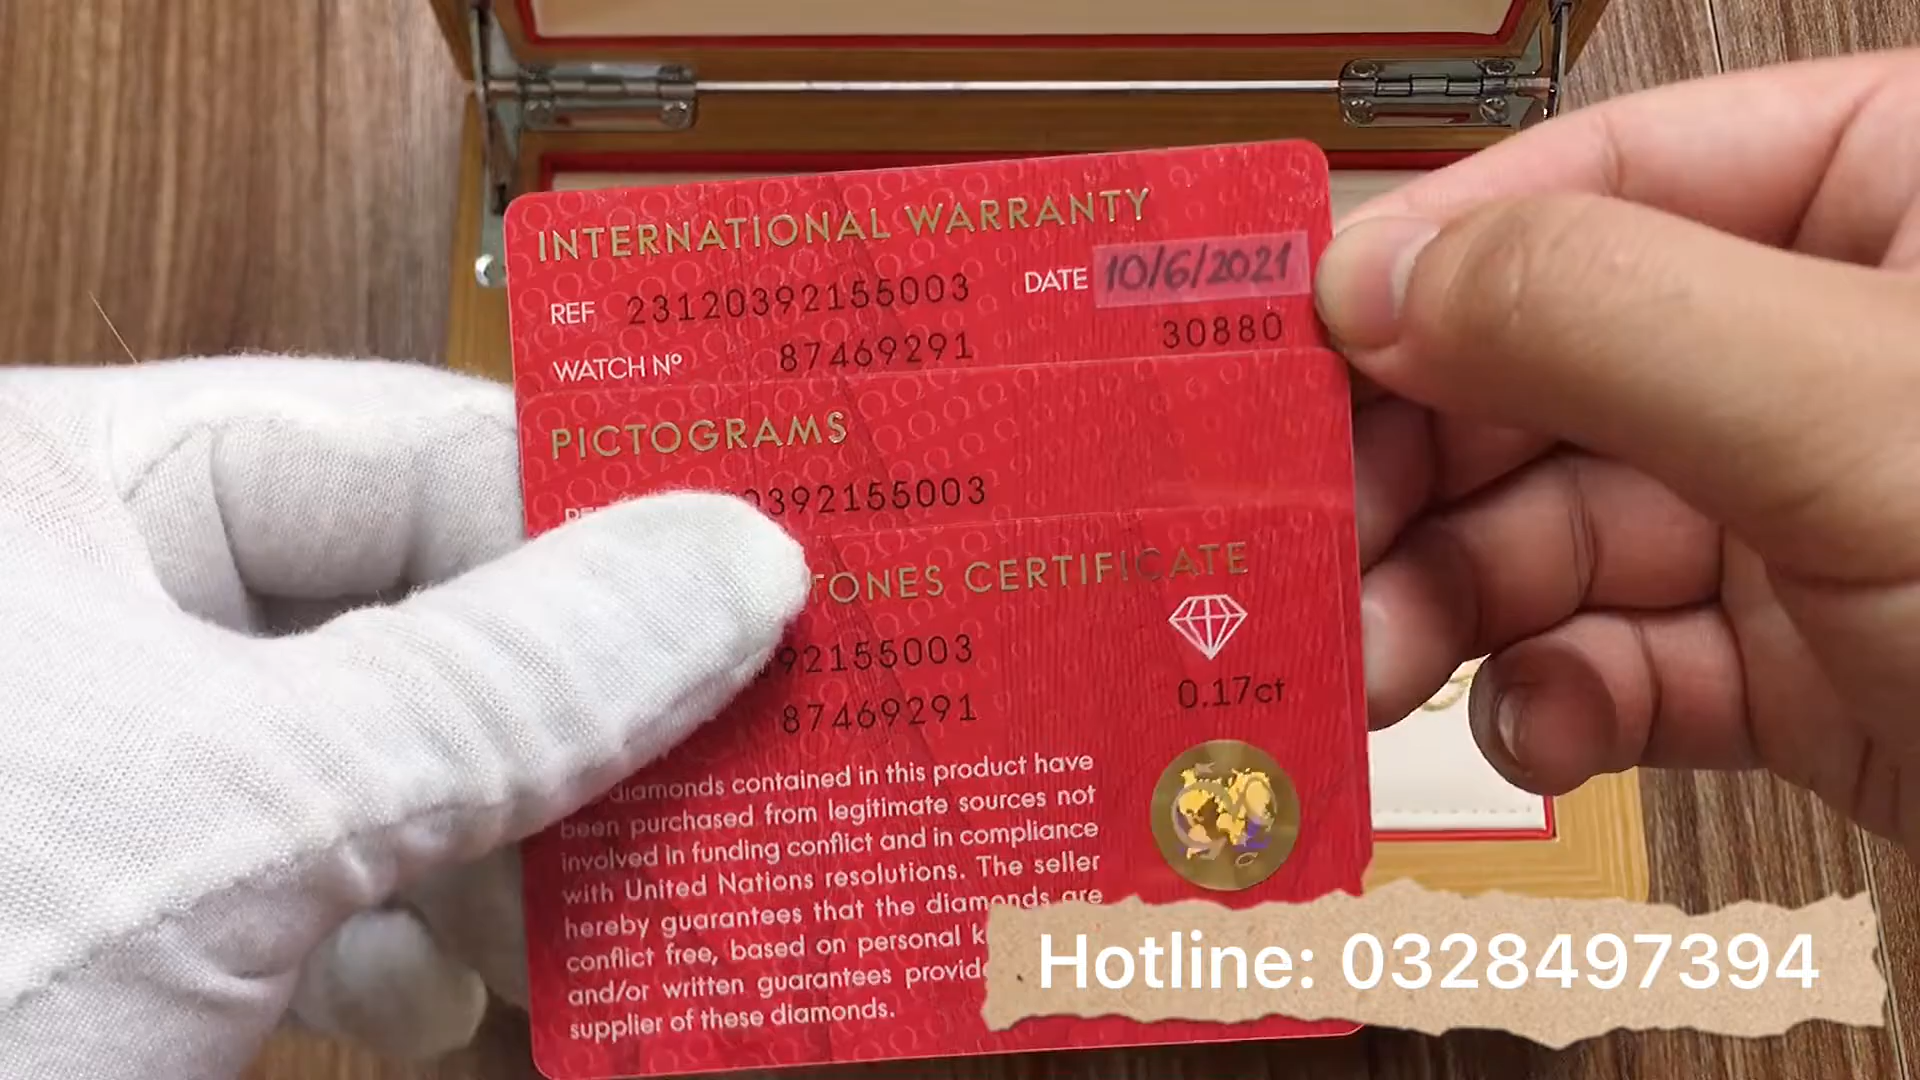 INTERNATIONAL WARRANTY
REF 23120392155003 DATE 10/6/2021
WATCH Nº 87469291 30880
PICTOGRAMS
0392155003
TONES CERTIFICATE
92155003
87469291
0.17ct
diamonds contained in this product have
been purchased from legitimate sources not
involved in funding conflict and in compliance
with United Nations resolutions. The seller
hereby guarantees that the diamonds are
conflict free, based on personal
and/or written guarantees
supplier of these diamonds.
Hotline: 0328497394